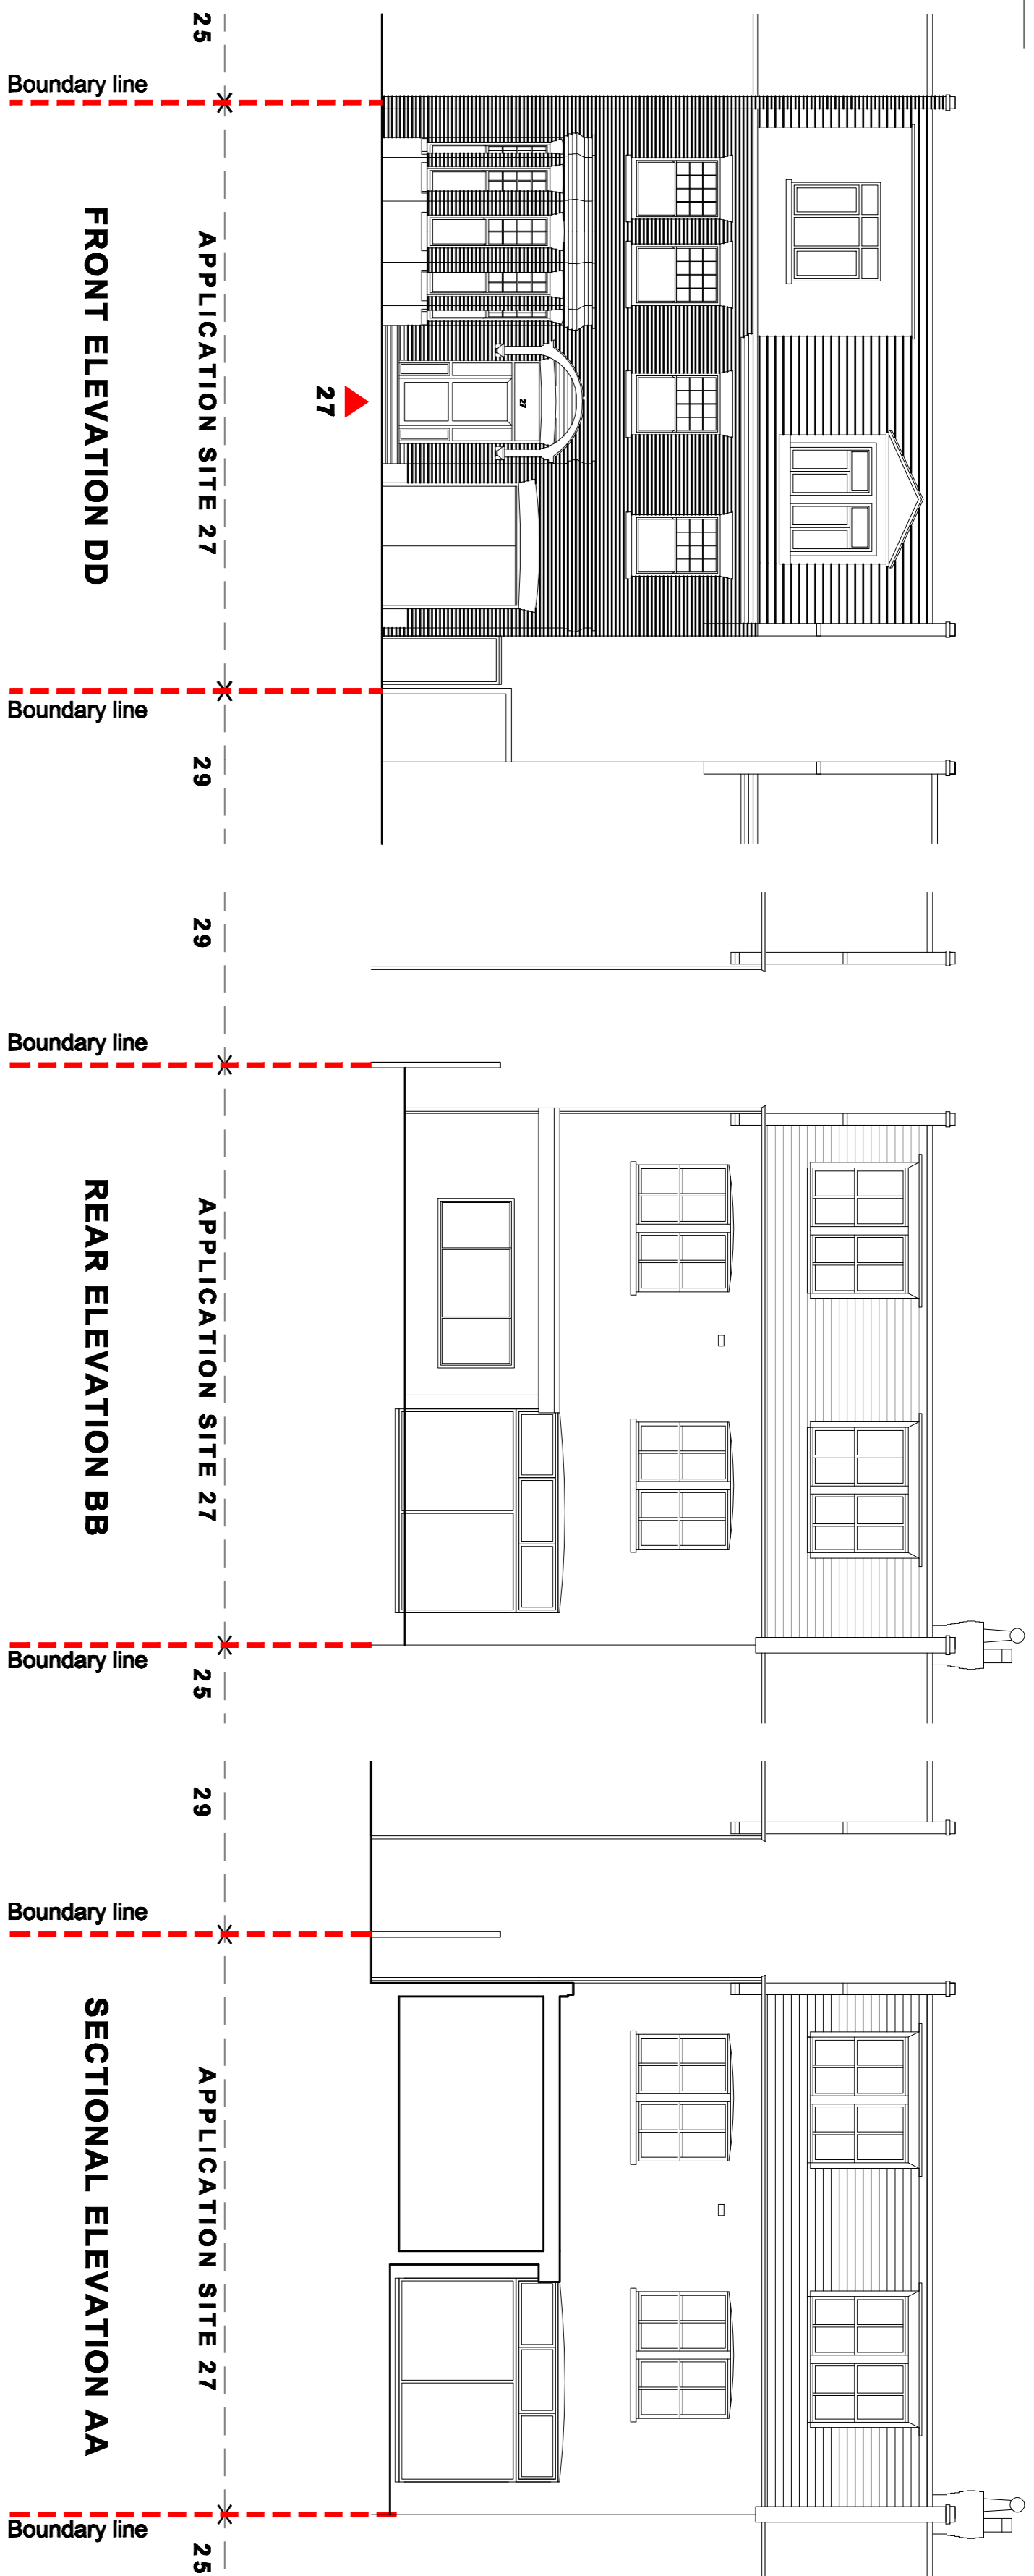 25
Boundary line
APPLICATION SITE 27
27
27
Boundary line
29
FRONT ELEVATION DD
29
Boundary line
APPLICATION SITE 27
Boundary line
25
REAR ELEVATION BB
29
Boundary line
APPLICATION SITE 27
Boundary line
25
SECTIONAL ELEVATION AA